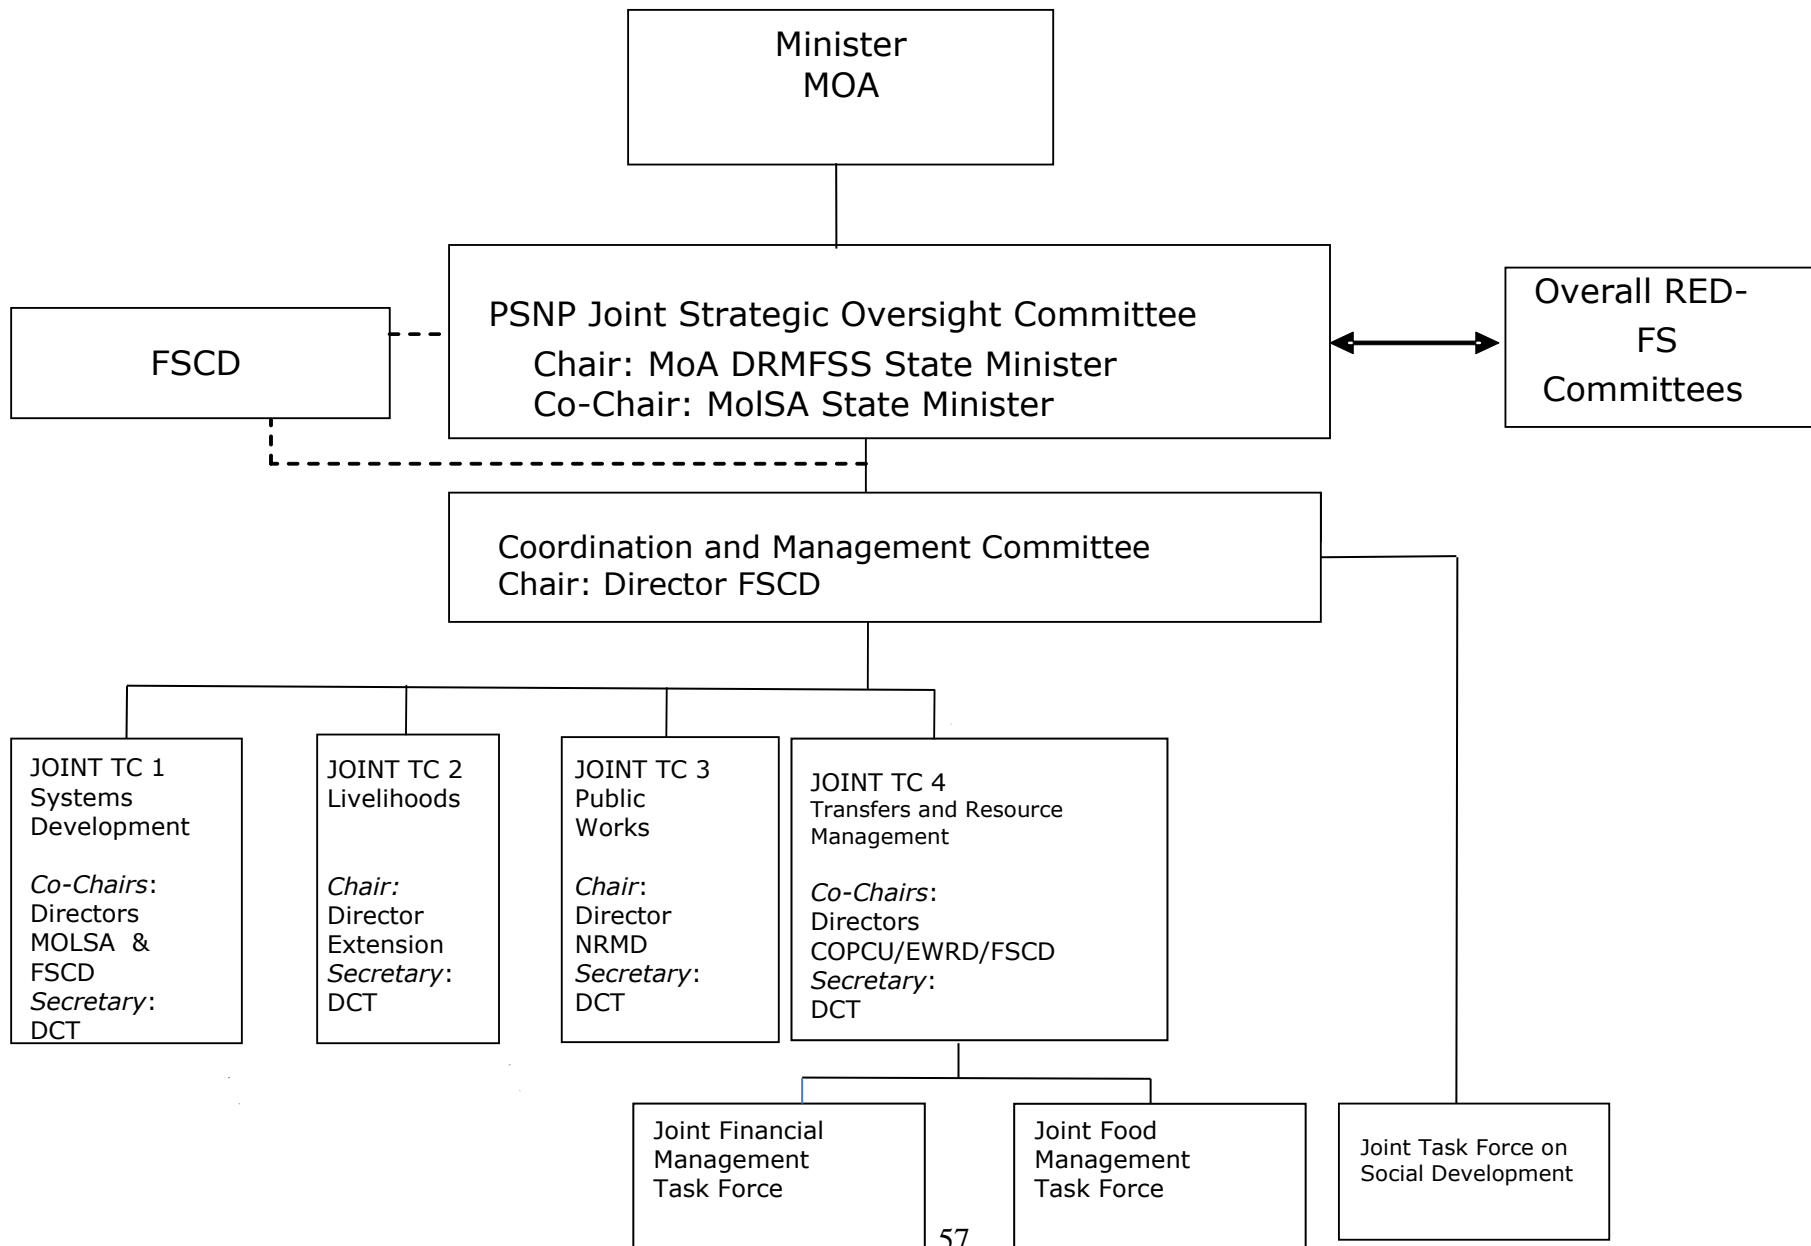 Minister
MOA
FSCD
PSNP Joint Strategic Oversight Committee
Chair: MoA DRMFSS State Minister
Co-Chair: MolSA State Minister
Overall RED-
FS
Committees
Coordination and Management Committee
Chair: Director FSCD
JOINT TC 1
Systems
Development
Co-Chairs:
Directors
MOLSA &
FSCD
Secretary:
DCT
JOINT TC 2
Livelihoods
Chair:
Director
Extension
Secretary:
DCT
JOINT TC 3
Public
Works
Chair:
Director
NRMD
Secretary:
DCT
JOINT TC 4
Transfers and Resource
Management
Co-Chairs:
Directors
COPCU/EWRD/FSCD
Secretary:
DCT
Joint Financial
Management
Task Force
Joint Food
Management
Task Force
Joint Task Force on
Social Development
57